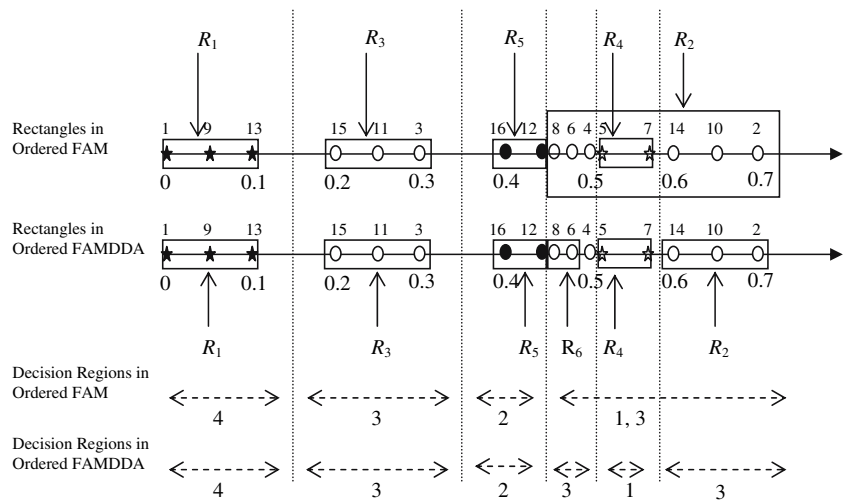 R1 R3 R5 R4 R2
1 9 13 15 11 3 16 12 8 6 4 5 7 14 10 2
Rectangles in
Ordered FAM
0 0.1 0.2 0.3 0.4 0.5 0.6 0.7
1 9 13 15 11 3 16 12 8 6 4 5 7 14 10 2
Rectangles in
Ordered FAMDDA
0 0.1 0.2 0.3 0.4 0.5 0.6 0.7
R1 R3 R5 R6 R4 R2
Decision Regions in
Ordered FAM
4 3 2 1, 3
Decision Regions in
Ordered FAMDDA
4 3 2 3 1 3